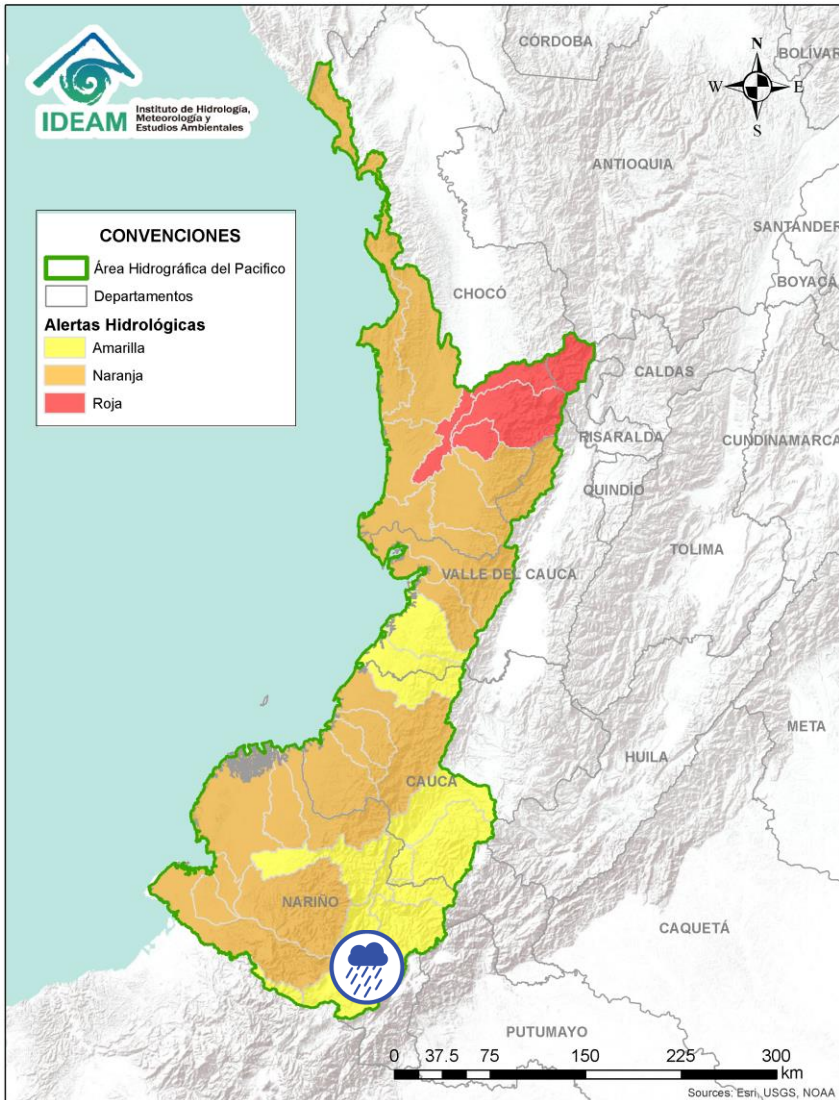 IDEAM
Instituto de Hidrología,
Meteorología y
Estudios Ambientales
CÓRDOBA
BOLÍVAR
N
W
E
S
ANTIOQUIA
SANTANDER
BOYACÁ
CONVENCIONES
Área Hidrográfica del Pacifico
Departamentos
Alertas Hidrológicas
Amarilla
Naranja
Roja
CHOCÓ
CALDAS
RISARALDA
CUNDINAMARCA
QUINDÍO
TOLIMA
VALLE DEL CAUCA
META
HUILA
CAUCA
NARIÑO
CAQUETÁ
PUTUMAYO
0 37.5 75 150 225 300
km
Sources: Esri, USGS, NOAA